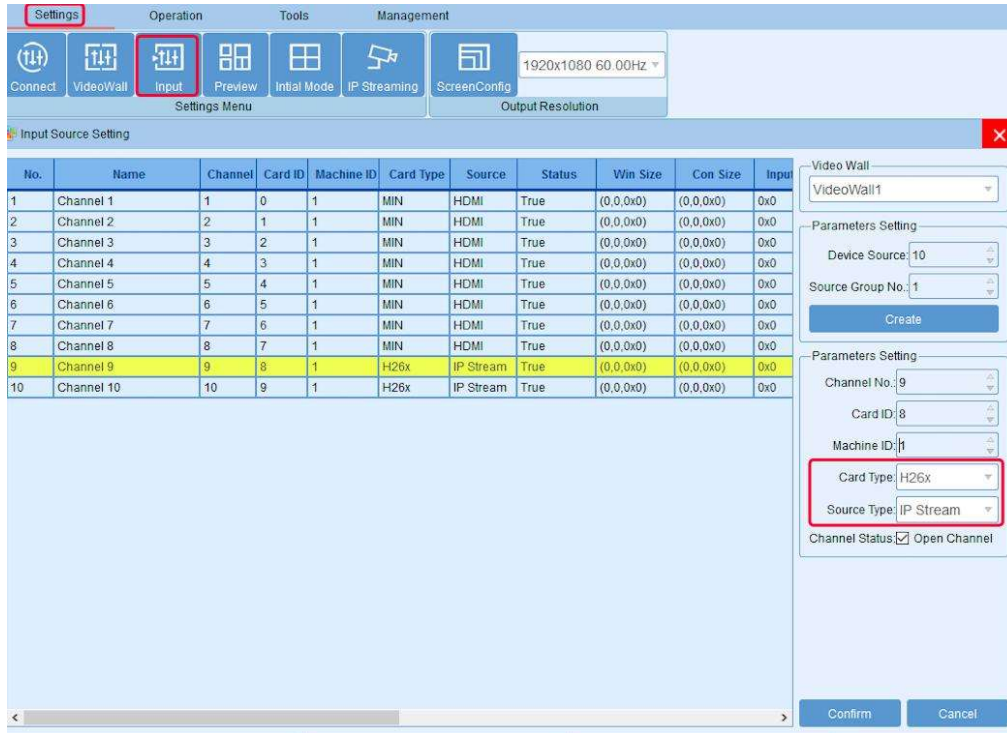 Settings Operation Tools Management
Connect VideoWall Input Preview Intial Mode IP Streaming ScreenConfig 1920x1080 60.00Hz
Settings Menu Output Resolution
Input Source Setting
No. Name Channel Card ID Machine ID Card Type Source Status Win Size Con Size Input
1 Channel 1 1 0 1 MIN HDMI True (0,0,0x0) (0,0,0x0) 0x0
2 Channel 2 2 1 1 MIN HDMI True (0,0,0x0) (0,0,0x0) 0x0
3 Channel 3 3 2 1 MIN HDMI True (0,0,0x0) (0,0,0x0) 0x0
4 Channel 4 4 3 1 MIN HDMI True (0,0,0x0) (0,0,0x0) 0x0
5 Channel 5 5 4 1 MIN HDMI True (0,0,0x0) (0,0,0x0) 0x0
6 Channel 6 6 5 1 MIN HDMI True (0,0,0x0) (0,0,0x0) 0x0
7 Channel 7 7 6 1 MIN HDMI True (0,0,0x0) (0,0,0x0) 0x0
8 Channel 8 8 7 1 MIN HDMI True (0,0,0x0) (0,0,0x0) 0x0
9 Channel 9 9 8 1 H26x IP Stream True (0,0,0x0) (0,0,0x0) 0x0
10 Channel 10 10 9 1 H26x IP Stream True (0,0,0x0) (0,0,0x0) 0x0
Video Wall
VideoWall1
Parameters Setting
Device Source: 10
Source Group No.: 1
Create
Parameters Setting
Channel No.: 9
Card ID: 8
Machine ID: 1
Card Type: H26x
Source Type: IP Stream
Channel Status: Open Channel
Confirm Cancel